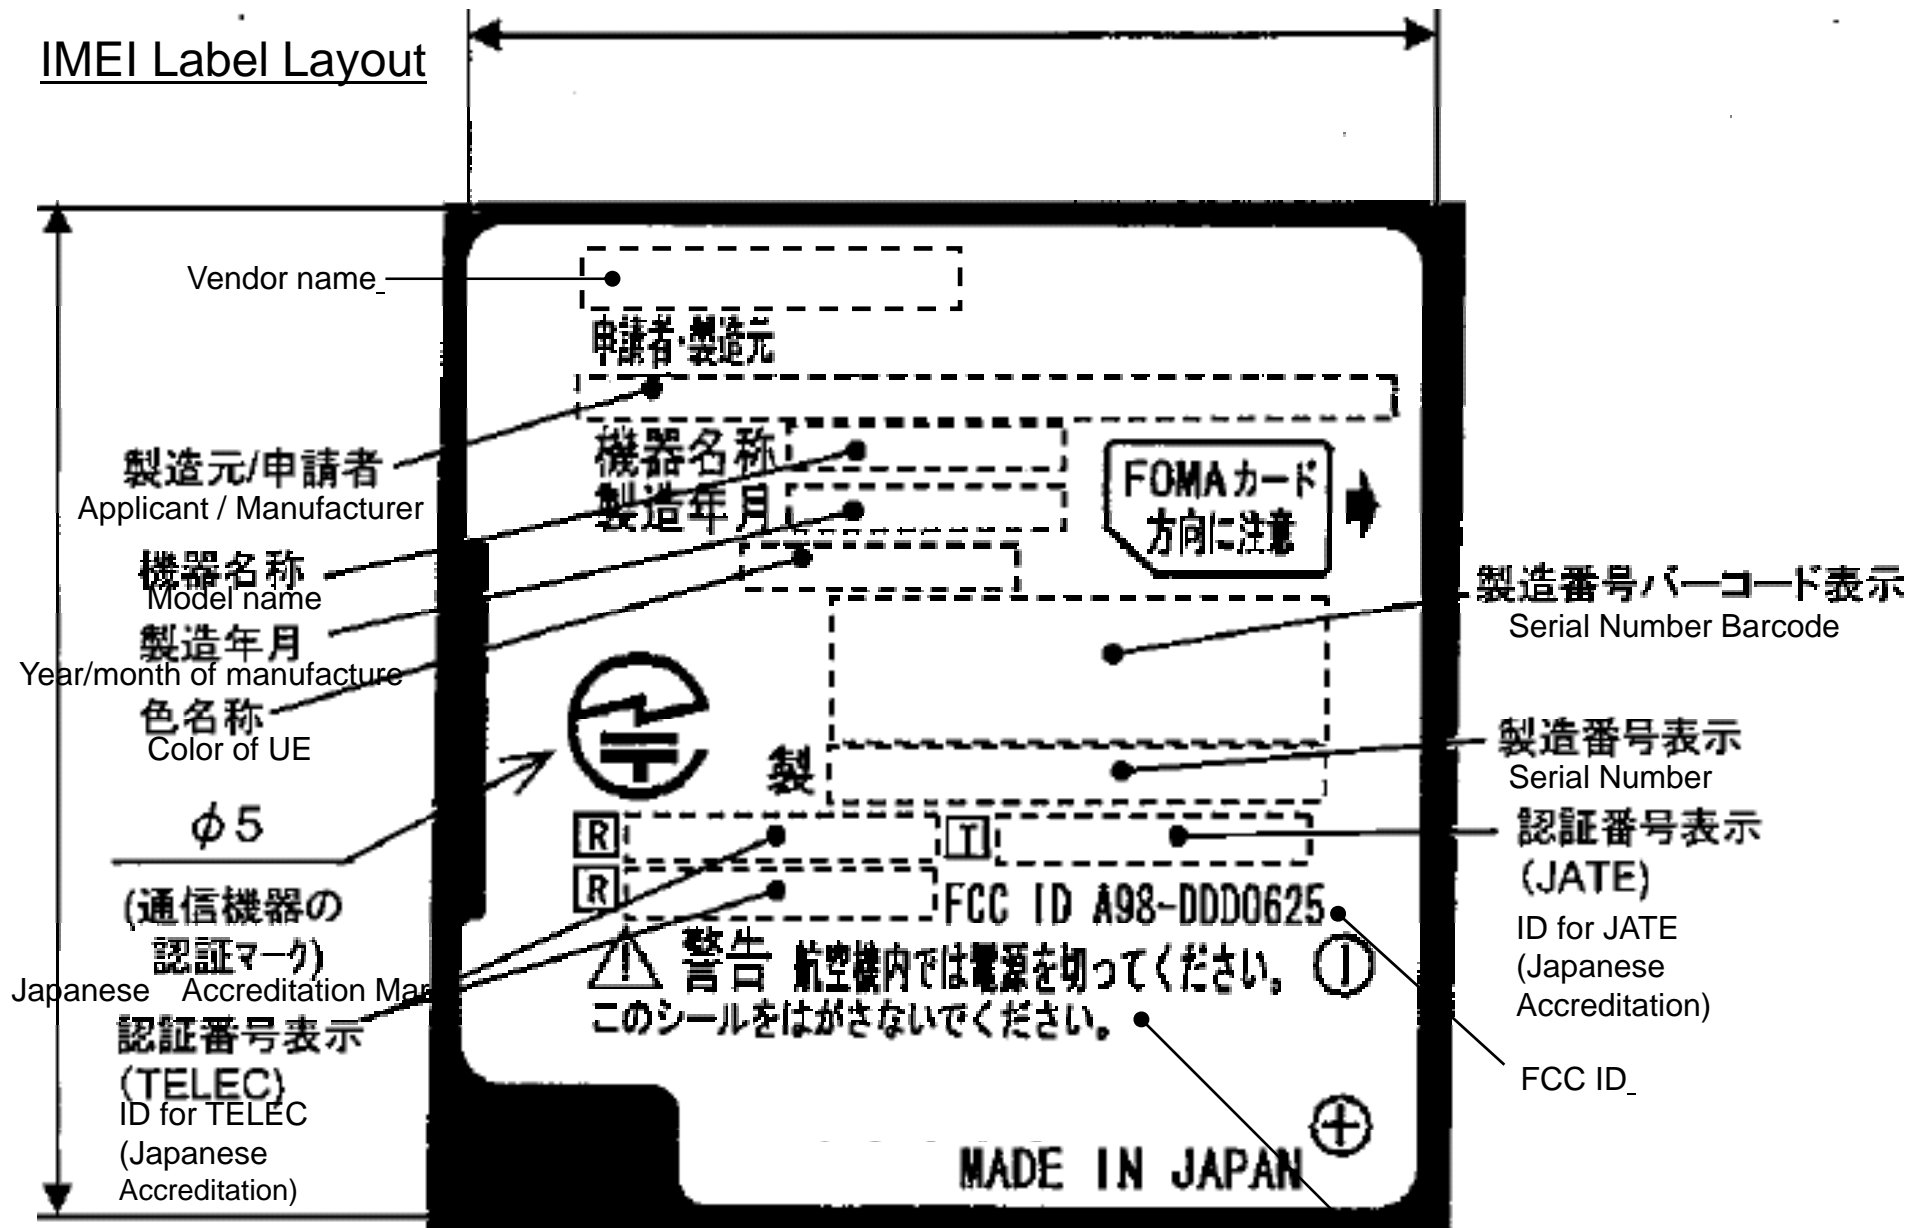 IMEI Label Layout
Vendor name
申請者・製造元
製造元/申請者
Applicant / Manufacturer
機器名称
製造年月
FOMAカード
方向に注意
機器名称
Model name
製造年月
Year/month of manufacture
色名称
Color of UE
製造番号バーコード表示
Serial Number Barcode
製
製造番号表示
Serial Number
φ5
(通信機器の
認証マーク)
Japanese Accreditation Mar
R
T
認証番号表示
(JATE)
ID for JATE
(Japanese
Accreditation)
R
FCC ID A98-DDD0625
FCC ID
警告 航空機内では電源を切ってください。
このシールをはがさないでください。
認証番号表示
(TELEC)
ID for TELEC
(Japanese
Accreditation)
MADE IN JAPAN